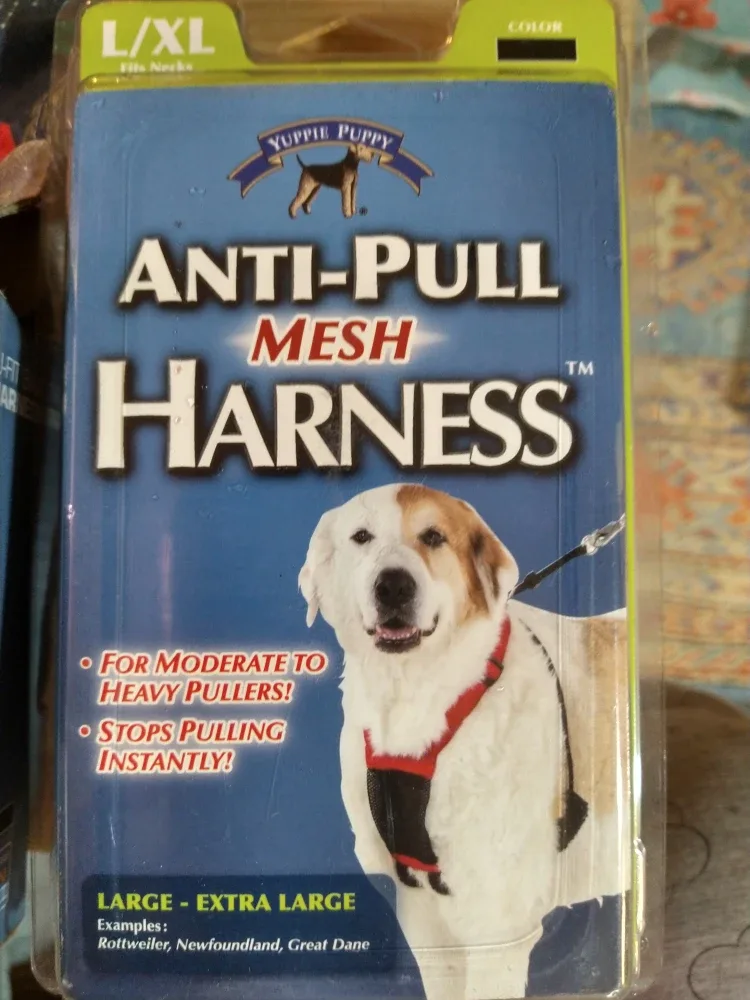 L/XL
Fits Necks
COLOR
YUPPIE PUPPY
®
ANTI-PULL
MESH
HARNESS™
• FOR MODERATE TO
HEAVY PULLERS!
• STOPS PULLING
INSTANTLY!
LARGE - EXTRA LARGE
Examples:
Rottweiler, Newfoundland, Great Dane